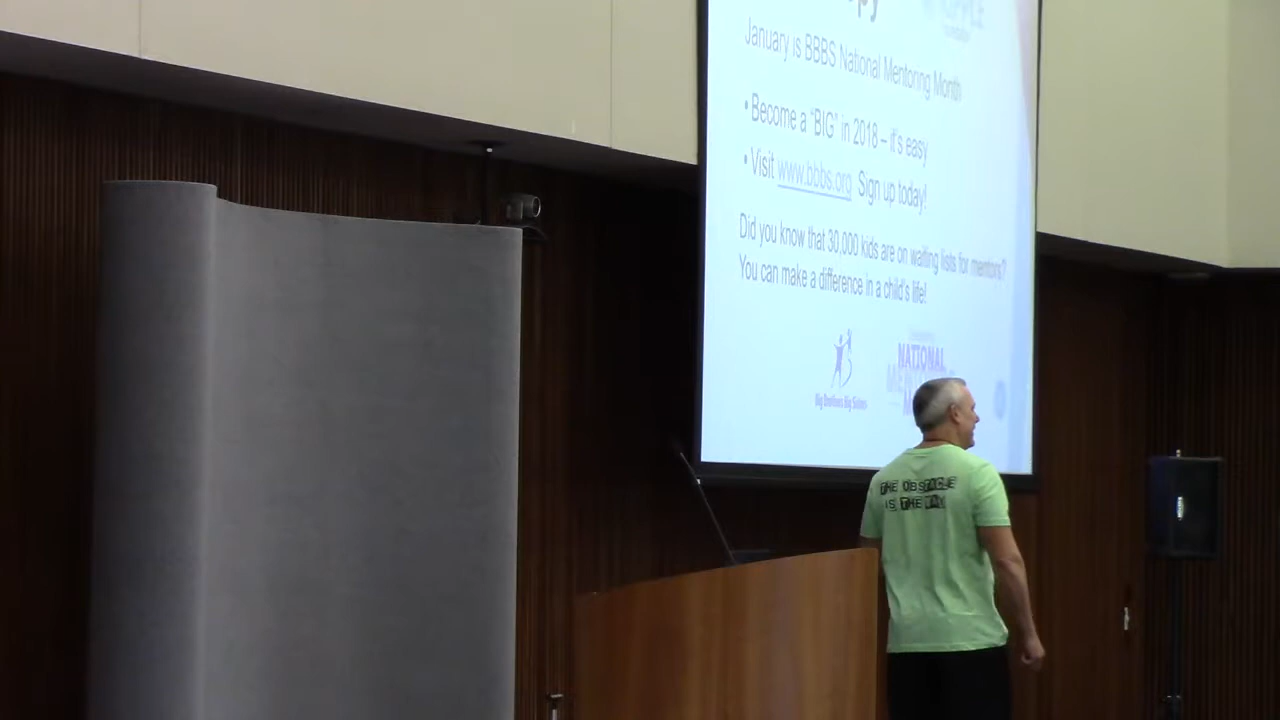 January is BBBS National Mentoring Month
• Become a "BIG" in 2018 – it's easy
• Visit www.bbbs.org Sign up today!
Did you know that 30,000 kids are on waiting lists for mentors?
You can make a difference in a child's life!
Big Brothers Big Sisters
NATIONAL
THE OBSTACLE
IS THE WAY